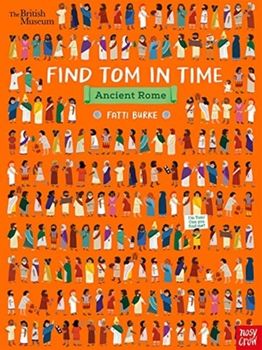 The British
Museum
FIND TOM IN TIME
Ancient Rome
FATTI BURKE
I'm Tom!
Can you
find me?
nosy
crow